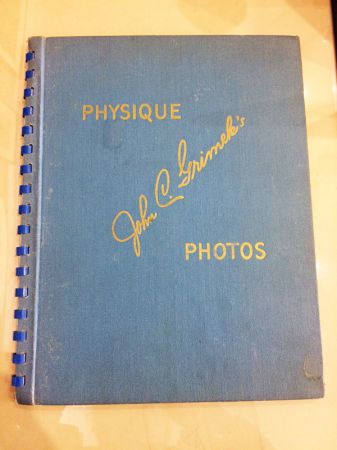 PHYSIQUE
John C. Grimek's
PHOTOS